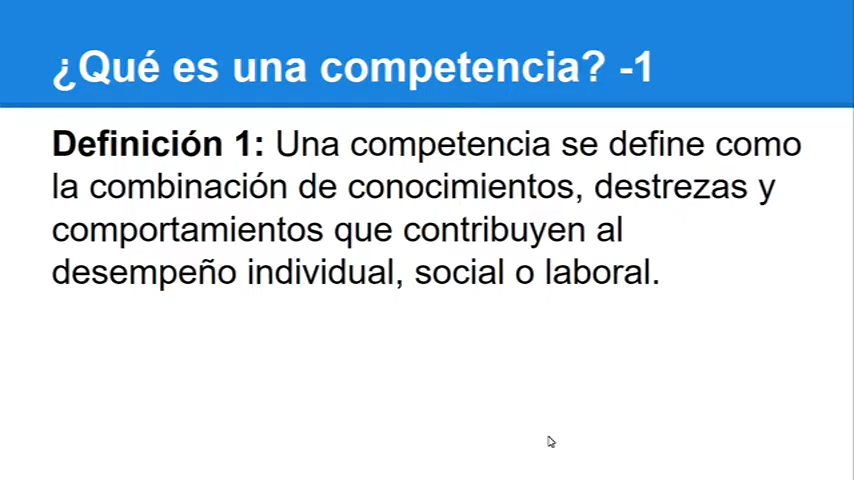 ¿Qué es una competencia? -1
Definición 1: Una competencia se define como
la combinación de conocimientos, destrezas y
comportamientos que contribuyen al
desempeño individual, social o laboral.